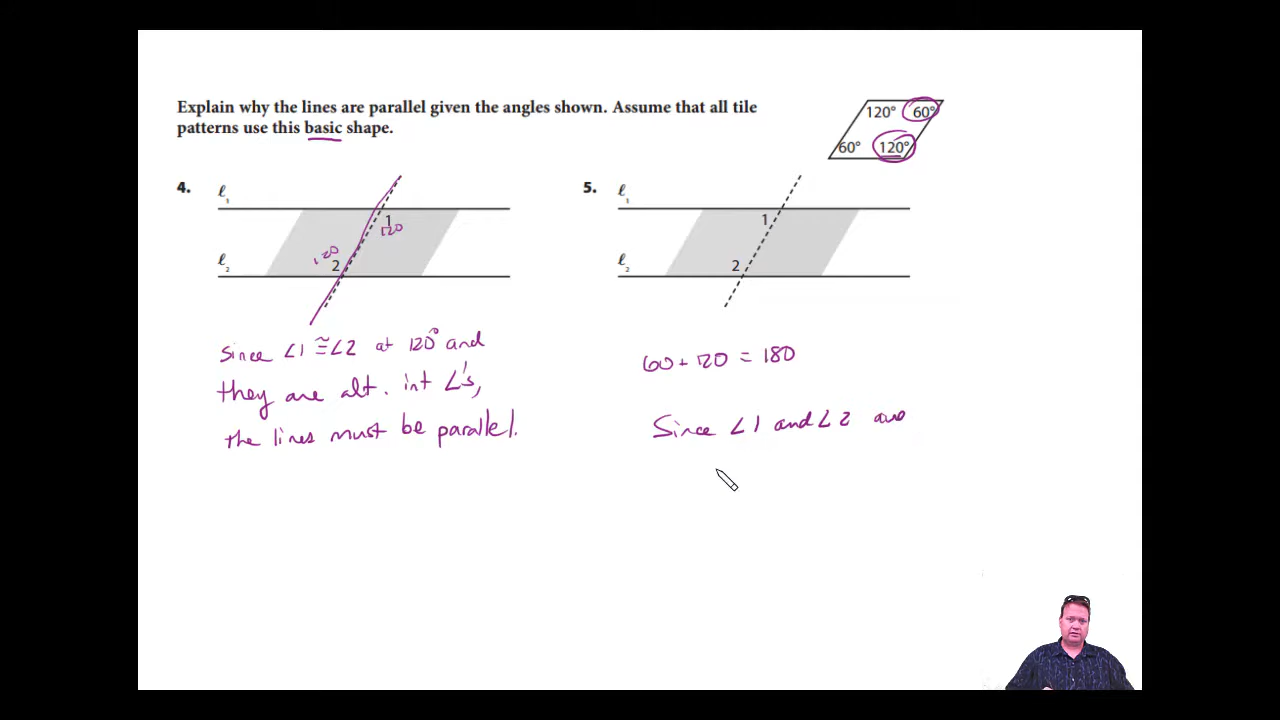 Explain why the lines are parallel given the angles shown. Assume that all tile
patterns use this basic shape.
120° 60°
60° 120°
4.
ℓ₁
1
120
120
2
ℓ₂
since ∠1 ≅ ∠2 at 120° and
they are alt. int ∠'s,
the lines must be parallel.
5.
ℓ₁
1
2
ℓ₂
60 + 120 = 180
Since ∠1 and ∠2 are